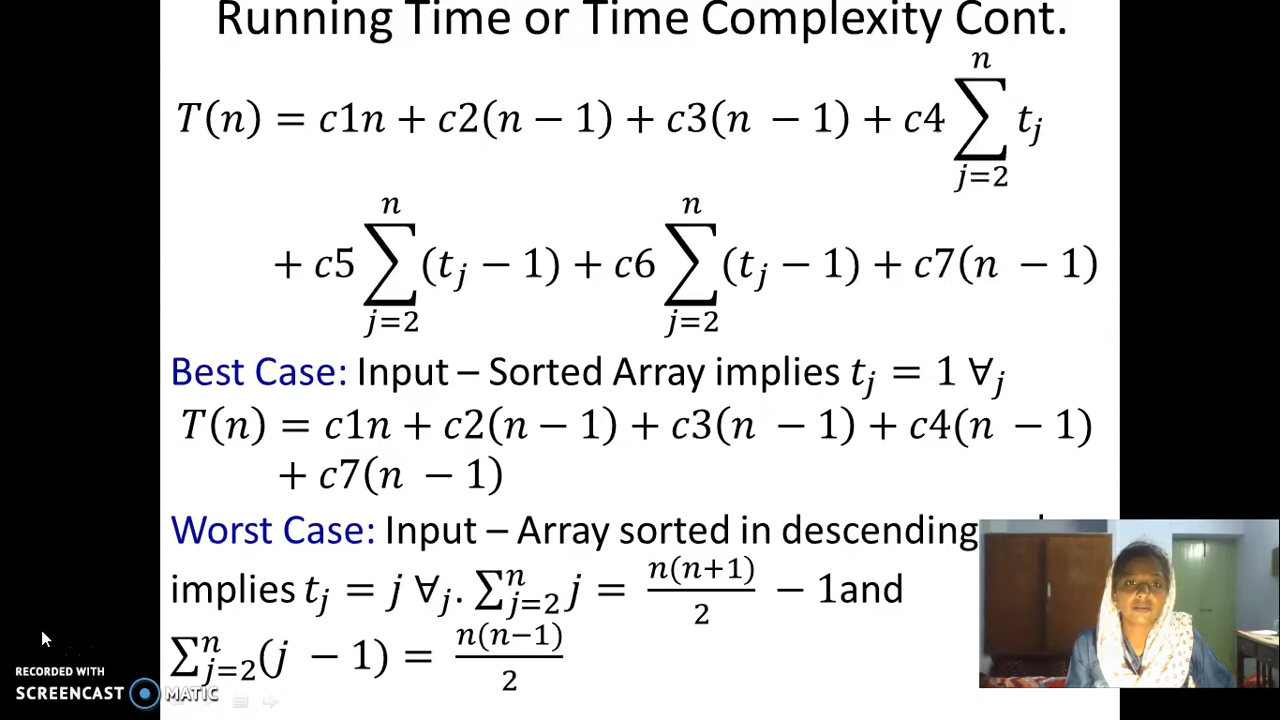 Running Time or Time Complexity Cont.
T(n) = c1n + c2(n − 1) + c3(n − 1) + c4 ∑_{j=2}^{n} t_j
+ c5 ∑_{j=2}^{n} (t_j − 1) + c6 ∑_{j=2}^{n} (t_j − 1) + c7(n − 1)
Best Case: Input – Sorted Array implies t_j = 1 ∀_j
T(n) = c1n + c2(n − 1) + c3(n − 1) + c4(n − 1)
+ c7(n − 1)
Worst Case: Input – Array sorted in descending
implies t_j = j ∀_j. ∑_{j=2}^{n} j = n(n+1)/2 − 1and
∑_{j=2}^{n} (j − 1) = n(n−1)/2
RECORDED WITH
SCREENCAST MATIC